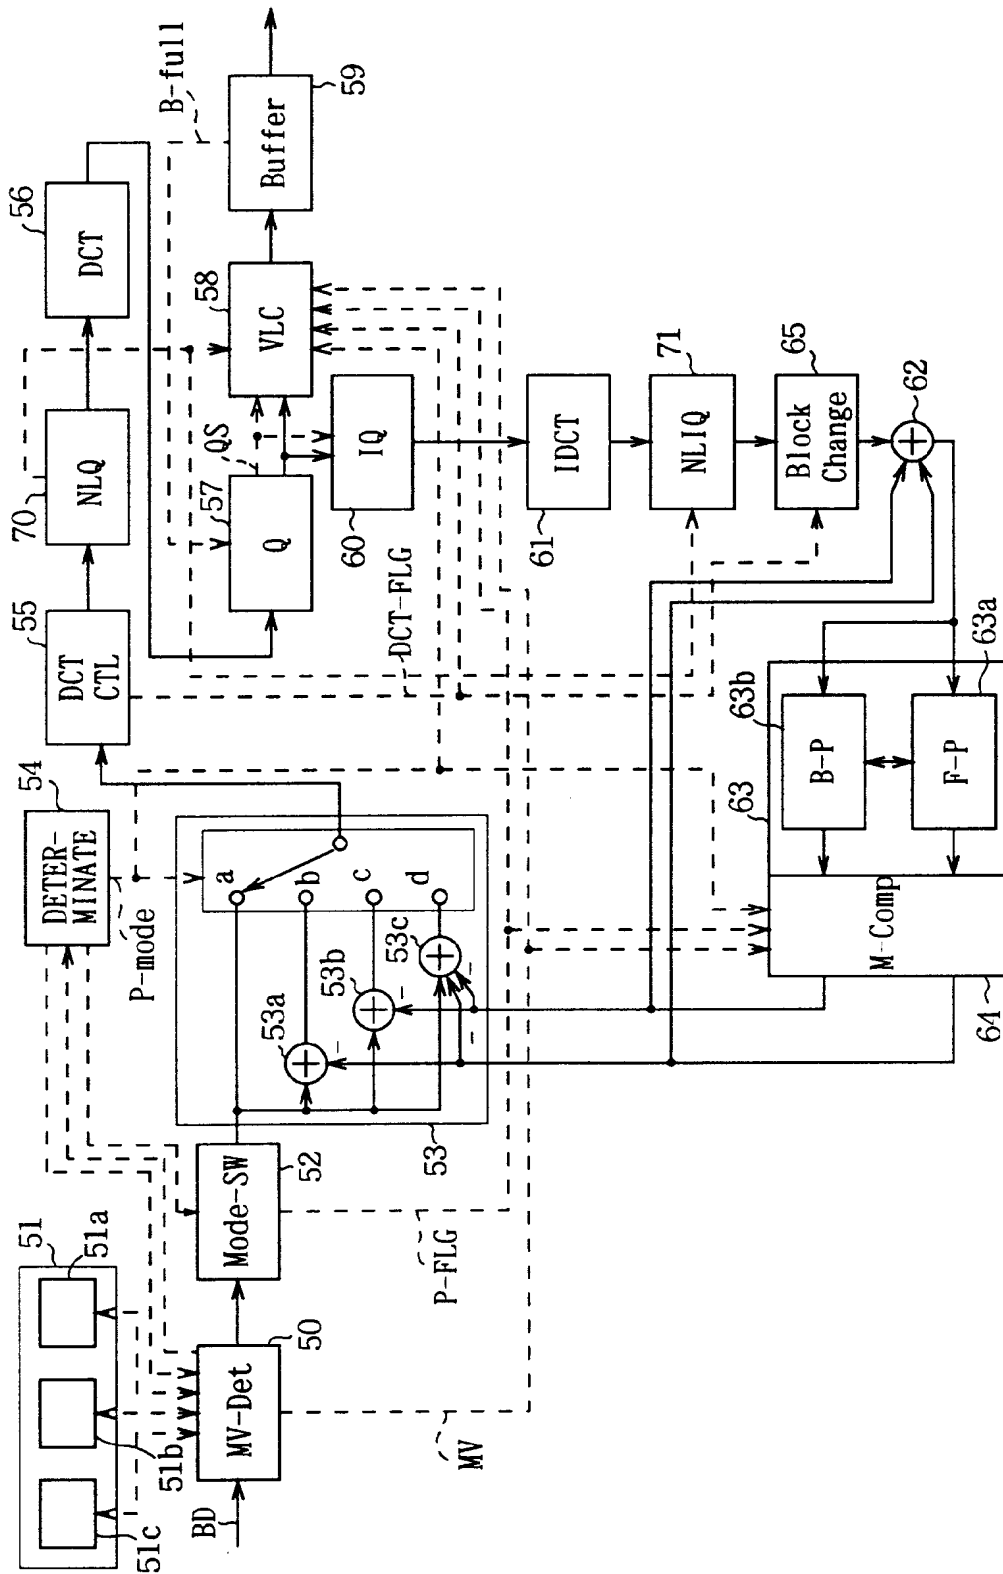 51
51a
51b
51c
BD
MV-Det
50
MV
Mode-SW
52
P-FLG
DETER-
MINATE
54
P-mode
53
53a
53b
53c
a
b
c
d
-
-
-
-
DCT
CTL
55
DCT-FLG
NLQ
70
DCT
56
Q
57
QS
VLC
58
Buffer
59
B-full
IQ
60
IDCT
61
NLIQ
71
Block
Change
65
62
63
B-P
63b
F-P
63a
M-Comp
64